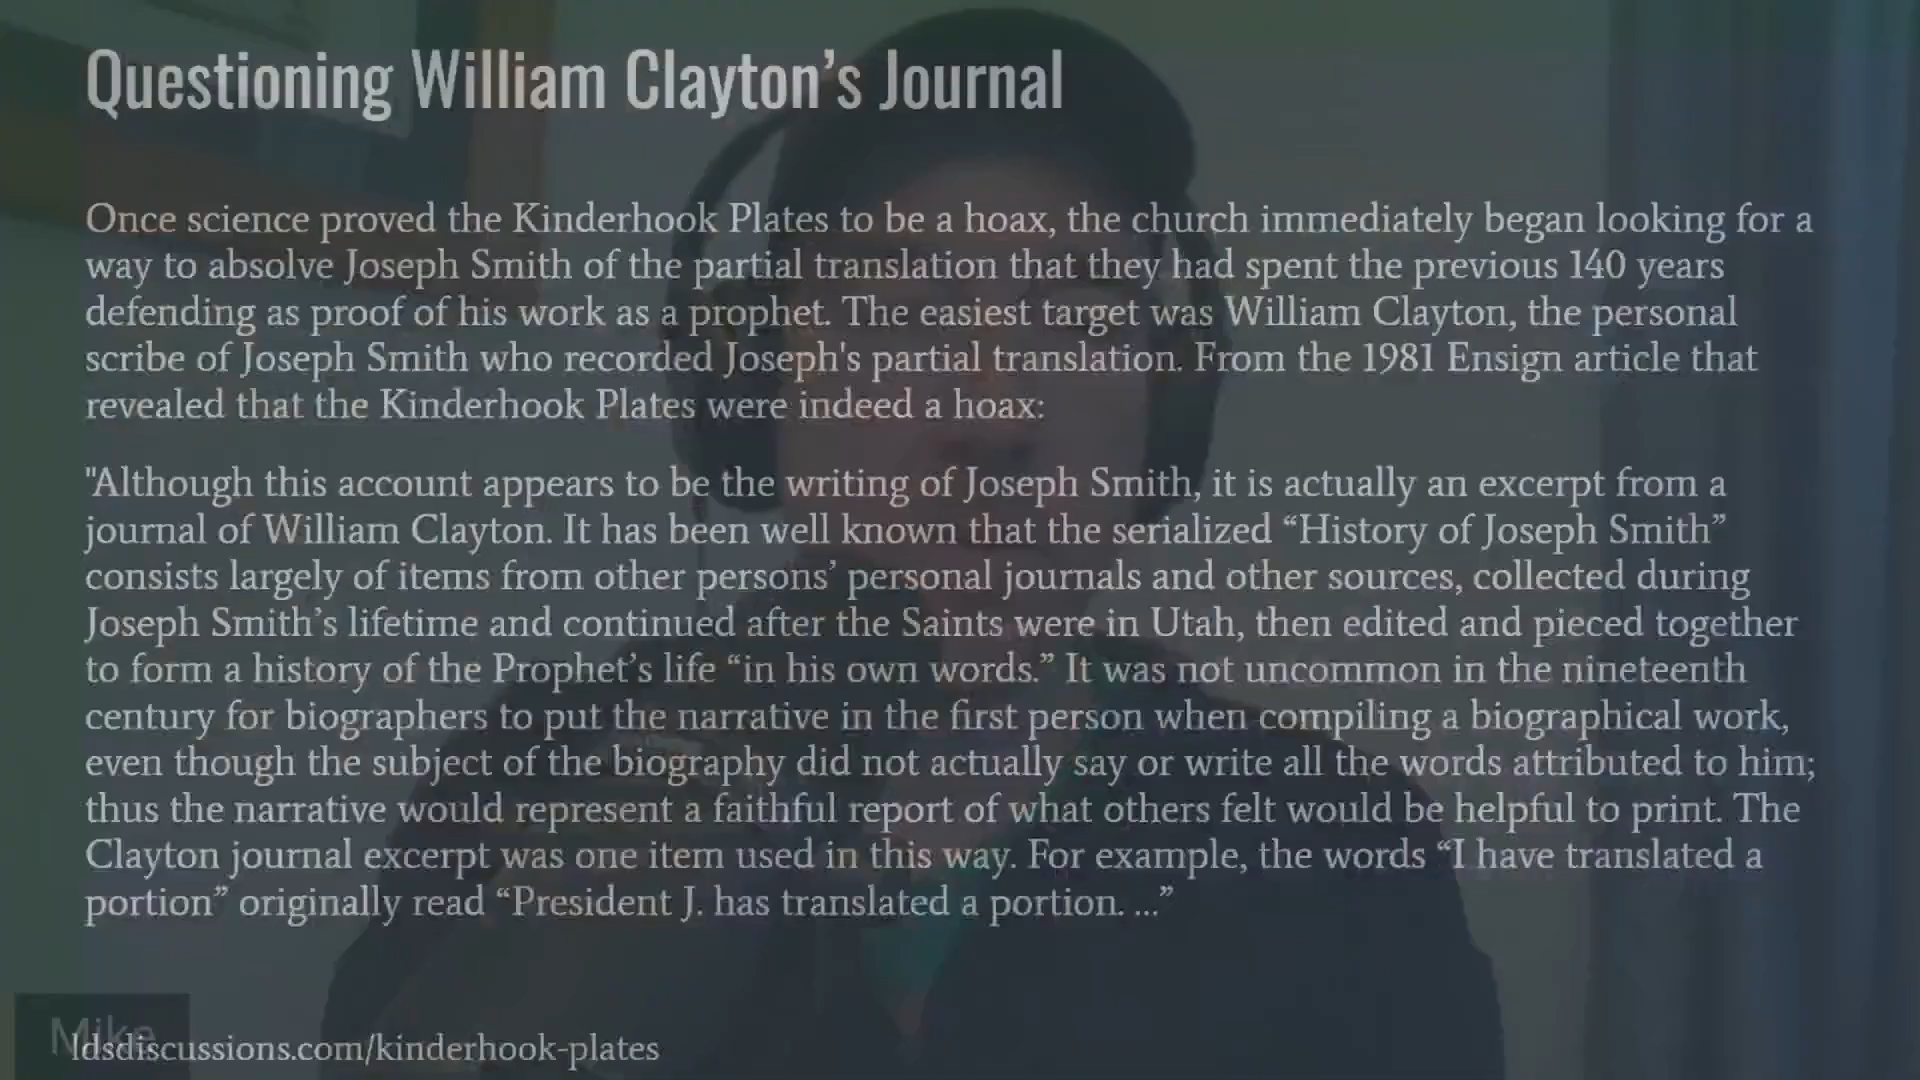 Questioning William Clayton’s Journal
Once science proved the Kinderhook Plates to be a hoax, the church immediately began looking for a
way to absolve Joseph Smith of the partial translation that they had spent the previous 140 years
defending as proof of his work as a prophet. The easiest target was William Clayton, the personal
scribe of Joseph Smith who recorded Joseph's partial translation. From the 1981 Ensign article that
revealed that the Kinderhook Plates were indeed a hoax:
"Although this account appears to be the writing of Joseph Smith, it is actually an excerpt from a
journal of William Clayton. It has been well known that the serialized “History of Joseph Smith”
consists largely of items from other persons’ personal journals and other sources, collected during
Joseph Smith’s lifetime and continued after the Saints were in Utah, then edited and pieced together
to form a history of the Prophet’s life “in his own words.” It was not uncommon in the nineteenth
century for biographers to put the narrative in the first person when compiling a biographical work,
even though the subject of the biography did not actually say or write all the words attributed to him;
thus the narrative would represent a faithful report of what others felt would be helpful to print. The
Clayton journal excerpt was one item used in this way. For example, the words “I have translated a
portion” originally read “President J. has translated a portion. ...”
Mike
ldsdiscussions.com/kinderhook-plates